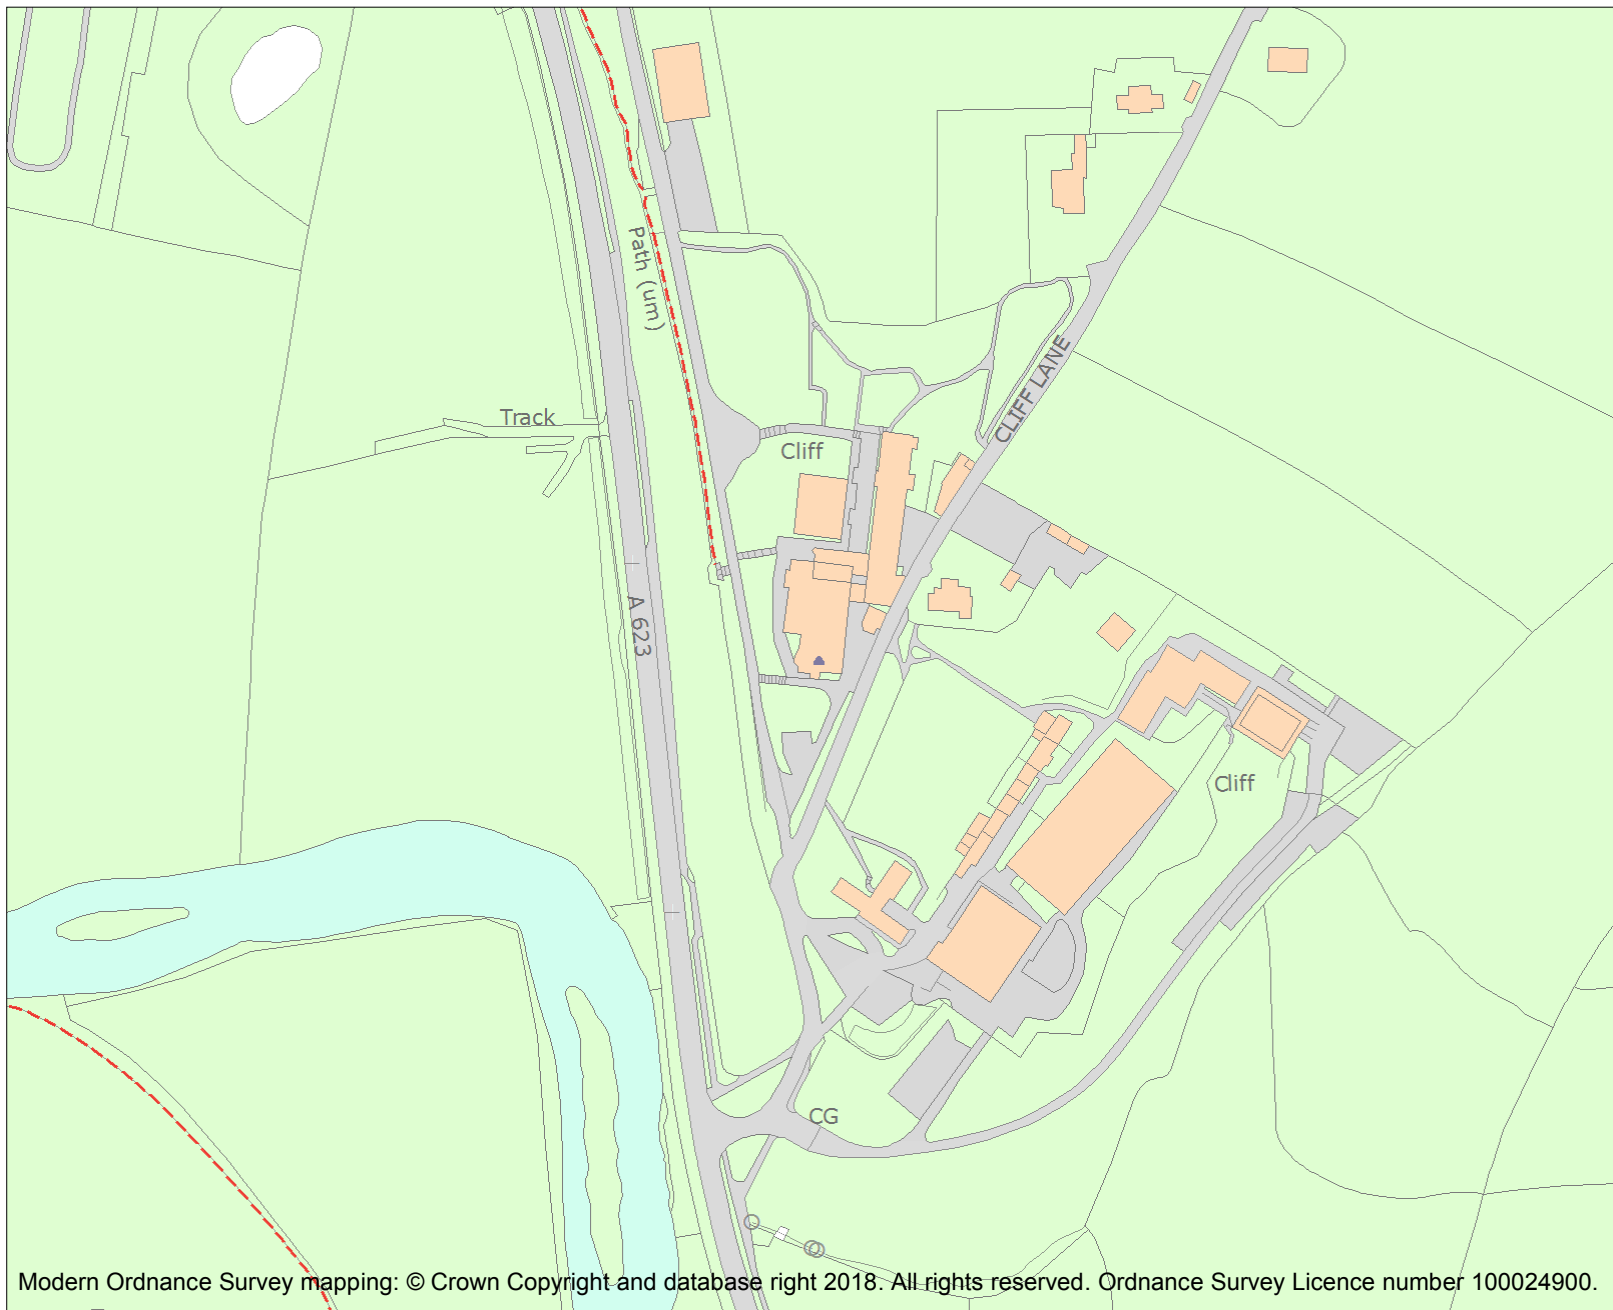 Path (um)
CLIFF LANE
Track
Cliff
A 623
Cliff
CG
Modern Ordnance Survey mapping: © Crown Copyright and database right 2018. All rights reserved. Ordnance Survey Licence number 100024900.